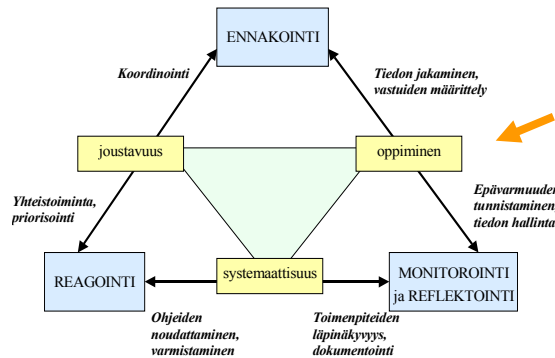 ENNAKOINTI
Koordinointi
Tiedon jakaminen,
vastuiden määrittely
joustavuus
oppiminen
Yhteistoiminta,
priorisointi
Epävarmuuden
tunnistaminen,
tiedon hallinta
REAGOINTI
systemaattisuus
MONITOROINTI
ja REFLEKTOINTI
Ohjeiden
noudattaminen,
varmistaminen
Toimenpiteiden
läpinäkyvyys,
dokumentointi